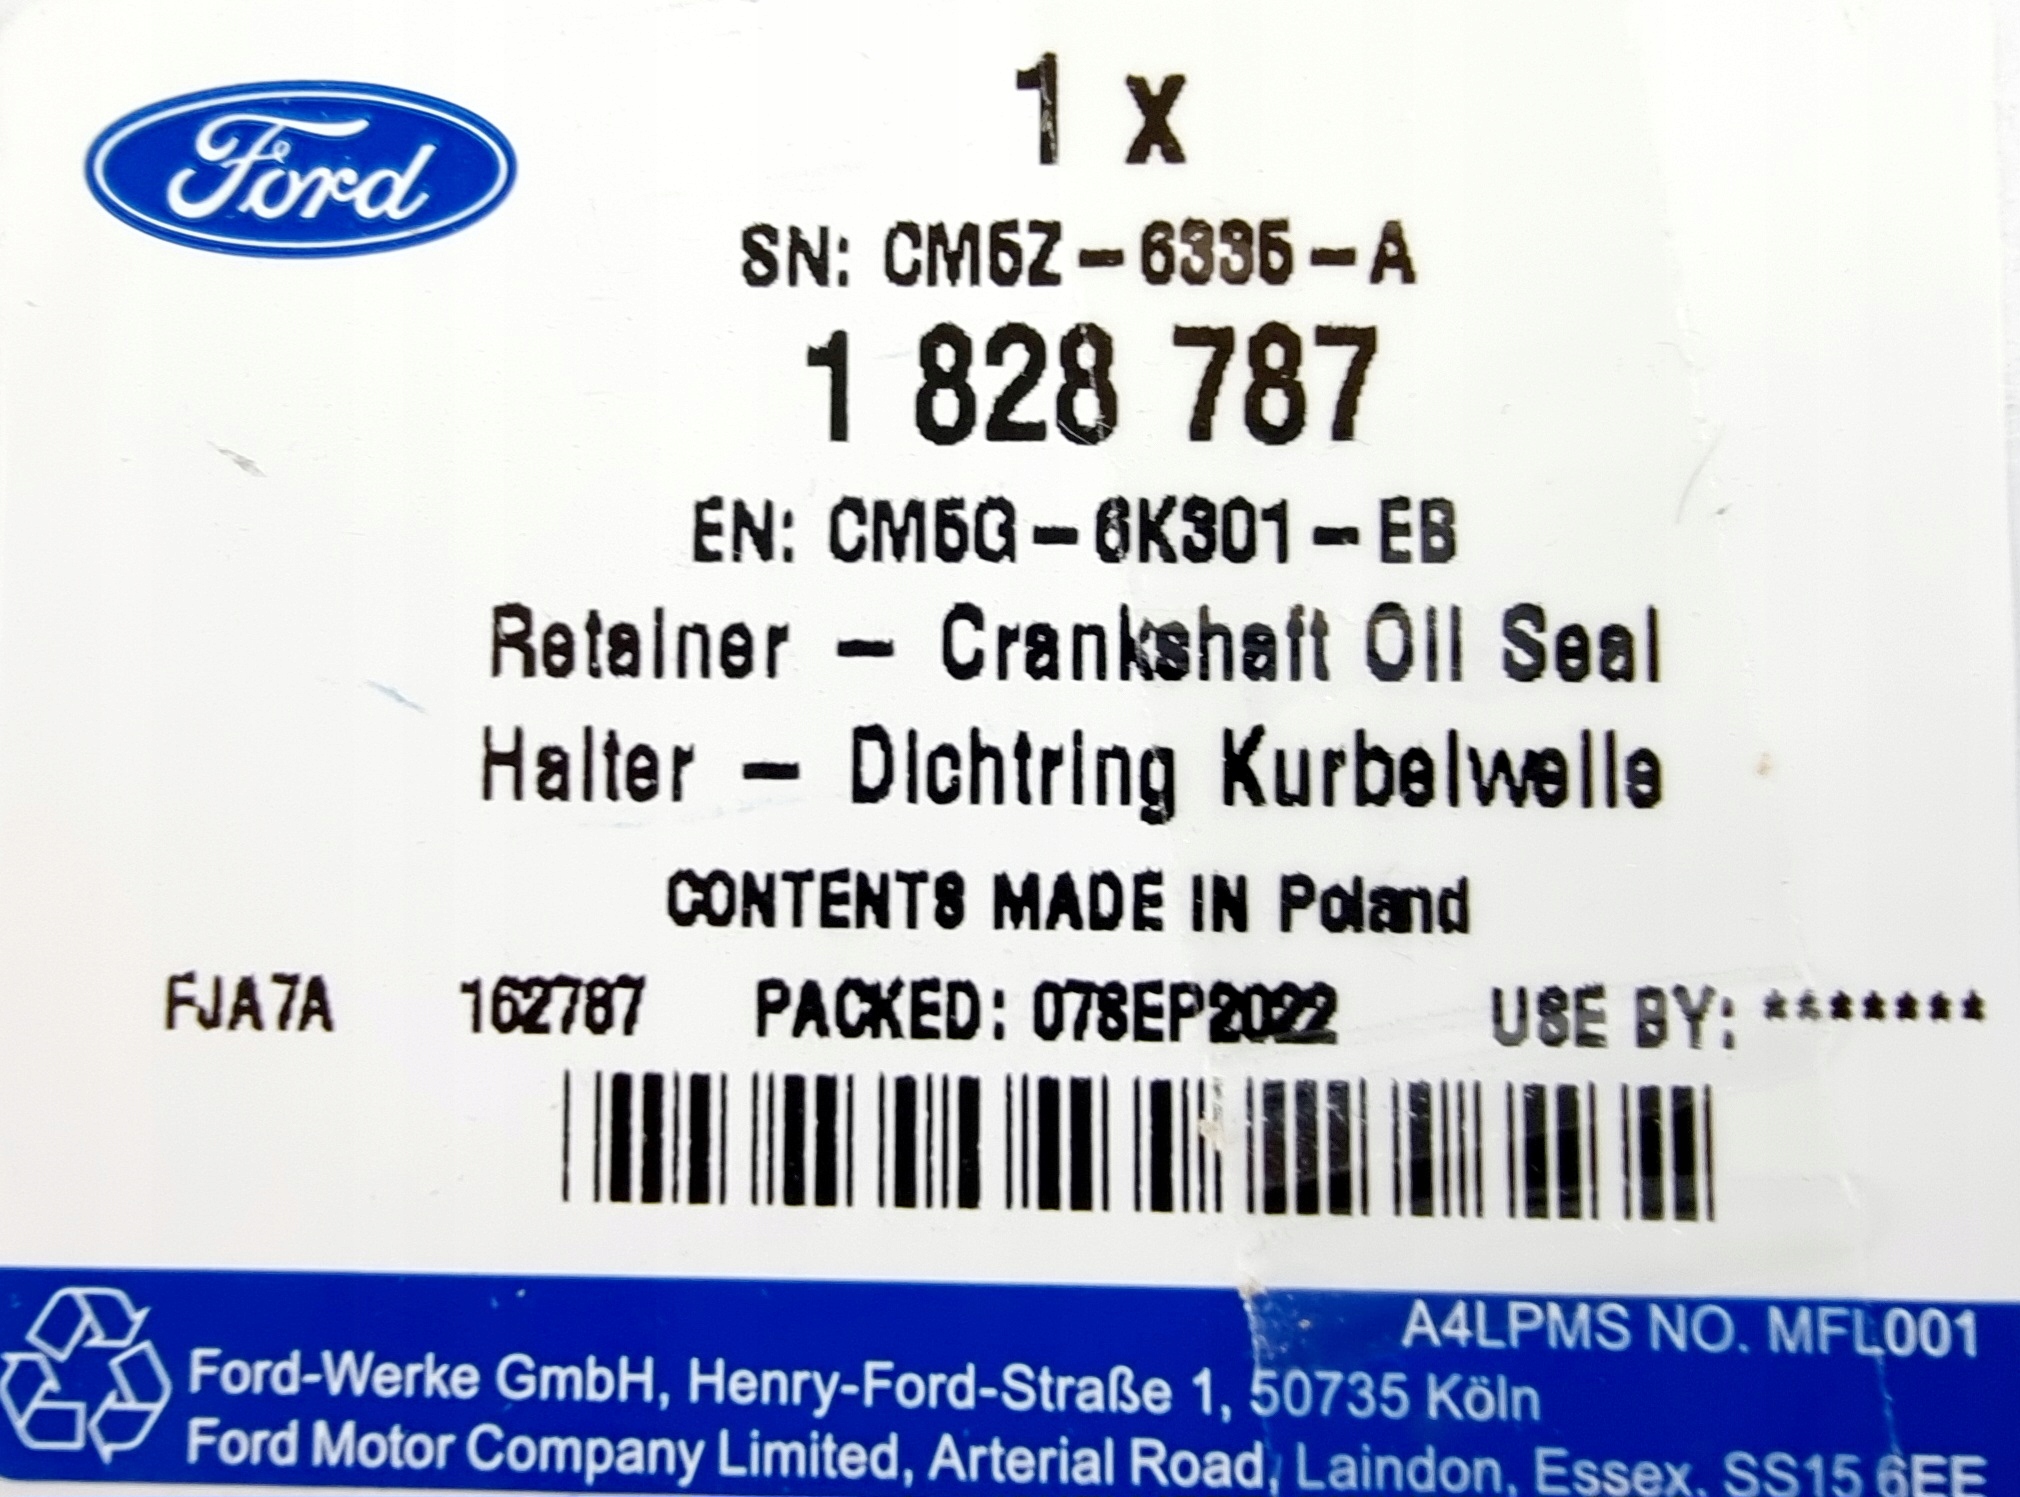 Ford
1 x
SN: CM5Z-6335-A
1 828 787
EN: CM5G-6K301-EB
Retainer - Crankshaft Oil Seal
Halter - Dichtring Kurbelwelle
CONTENTS MADE IN Poland
FJA7A 162787 PACKED: 07SEP2022 USE BY: *******
A4LPMS NO. MFL001
Ford-Werke GmbH, Henry-Ford-Straße 1, 50735 Köln
Ford Motor Company Limited, Arterial Road, Laindon, Essex. SS15 6EE